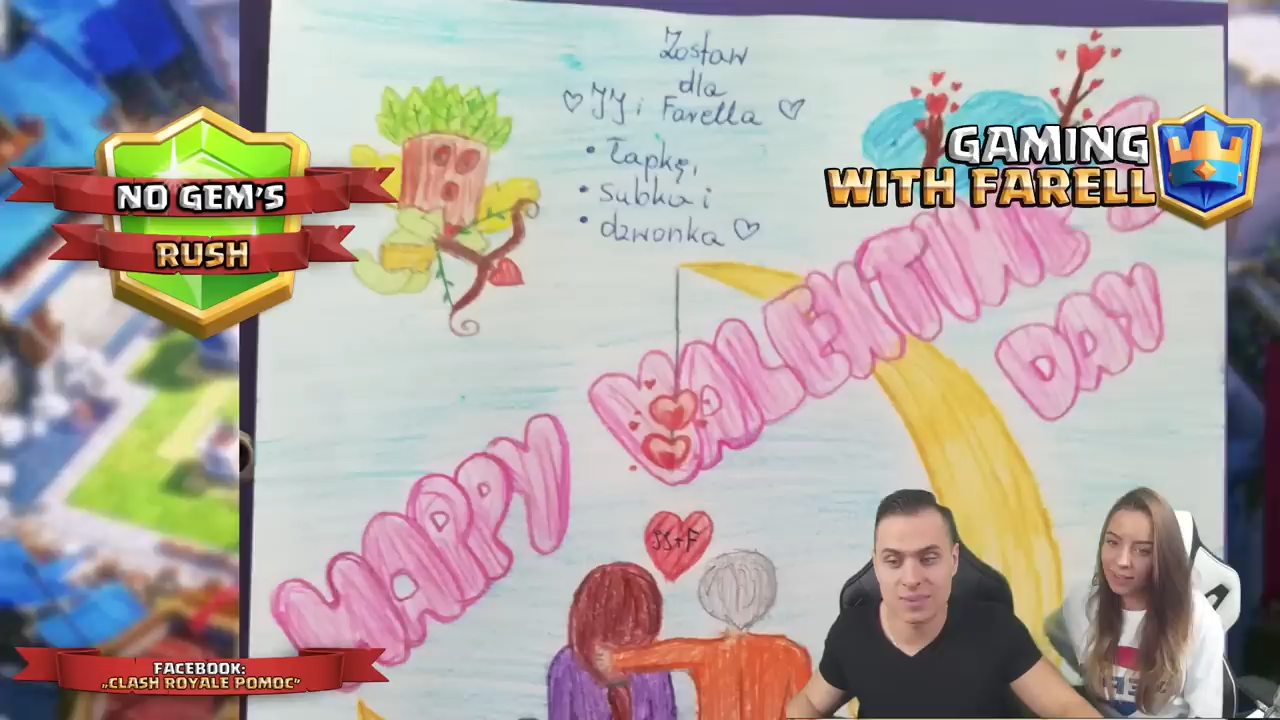 Zostaw
dla
♡ JJ i Farella ♡
• Łapkę,
• subka i
• dzwonka ♡
NO GEM'S
RUSH
GAMING
WITH FARELL
HAPPY VALENTINE'S
DAY
JJ+F
FACEBOOK:
„CLASH ROYALE POMOC"